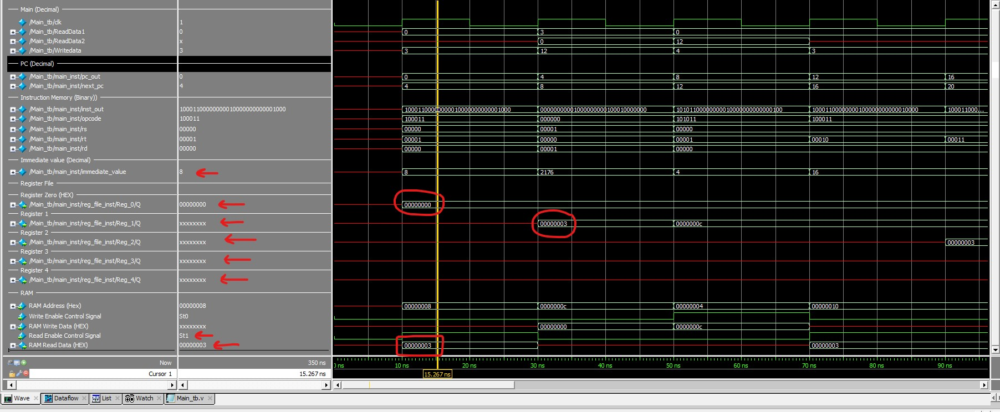 Main (Decimal)
/Main_tb/clk 1
/Main_tb/ReadData1 0 0 3 0
/Main_tb/ReadData2 x 0 12
/Main_tb/Writedata 3 3 12 4 3
PC (Decimal)
/Main_tb/main_inst/pc_out 0 0 4 8 12 16
/Main_tb/main_inst/next_pc 4 4 8 12 16 20
Instruction Memory (Binary))
/Main_tb/main_inst/inst_out 10001100000000010000000000001000 10001100000000010000000000001000 00000000001000000000100010000000 10101100000000010000000000000100 10001100000000100000000000010000 100011000...
/Main_tb/main_inst/opcode 100011 100011 000000 101011 100011
/Main_tb/main_inst/rs 00000 00000 00001 00000
/Main_tb/main_inst/rt 00001 00001 00000 00001 00010 00011
/Main_tb/main_inst/rd 00000 00000 00001 00000
Immediate value (Decimal)
/Main_tb/main_inst/immediate_value 8 8 2176 4 16
Register File
Register Zero (HEX)
/Main_tb/main_inst/reg_file_inst/Reg_0/Q 00000000 00000000
Register 1
/Main_tb/main_inst/reg_file_inst/Reg_1/Q xxxxxxxx 00000003 0000000c
Register 2
/Main_tb/main_inst/reg_file_inst/Reg_2/Q xxxxxxxx 00000003
Register 3
/Main_tb/main_inst/reg_file_inst/Reg_3/Q xxxxxxxx
Register 4
/Main_tb/main_inst/reg_file_inst/Reg_4/Q xxxxxxxx
RAM
RAM Address (Hex) 00000008 00000008 0000000c 00000004 00000010
Write Enable Control Signal St0
RAM Write Data (HEX) xxxxxxxx 00000000 0000000c
Read Enable Control Signal St1
RAM Read Data (HEX) 00000003 00000003 00000003
Now 350 ns 0 ns 10 ns 20 ns 30 ns 40 ns 50 ns 60 ns 70 ns 80 ns 90 ns
Cursor 1 15.267 ns 15.267 ns
Wave Dataflow List Watch Main_tb.v